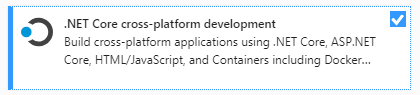 .NET Core cross-platform development
Build cross-platform applications using .NET Core, ASP.NET
Core, HTML/JavaScript, and Containers including Docker...